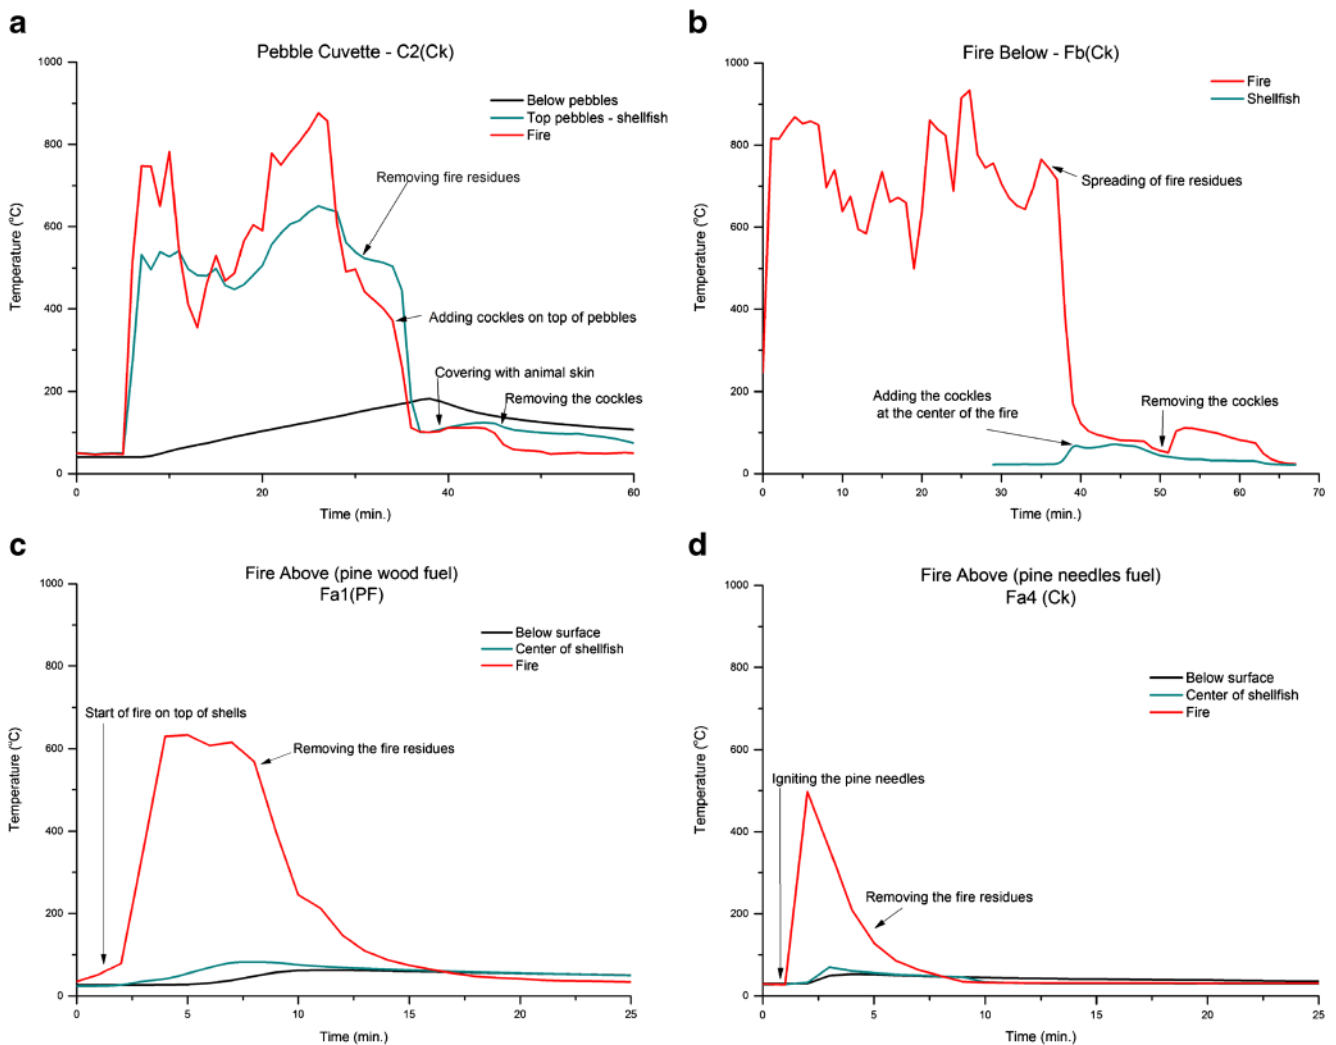 a
Pebble Cuvette - C2(Ck)
1000
800
600
400
200
0
Temperature (°C)
Below pebbles
Top pebbles - shellfish
Fire
Removing fire residues
Adding cockles on top of pebbles
Covering with animal skin
Removing the cockles
0
20
40
60
Time (min.)
b
Fire Below - Fb(Ck)
1000
800
600
400
200
0
Temperature (°C)
Fire
Shellfish
Spreading of fire residues
Adding the cockles
at the center of the fire
Removing the cockles
0
10
20
30
40
50
60
70
Time (min.)
c
Fire Above (pine wood fuel)
Fa1(PF)
1000
800
600
400
200
0
Temperature (°C)
Below surface
Center of shellfish
Fire
Start of fire on top of shells
Removing the fire residues
0
5
10
15
20
25
Time (min.)
d
Fire Above (pine needles fuel)
Fa4 (Ck)
1000
800
600
400
200
0
Temperature (°C)
Below surface
Center of shellfish
Fire
Igniting the pine needles
Removing the fire residues
0
5
10
15
20
25
Time (min.)